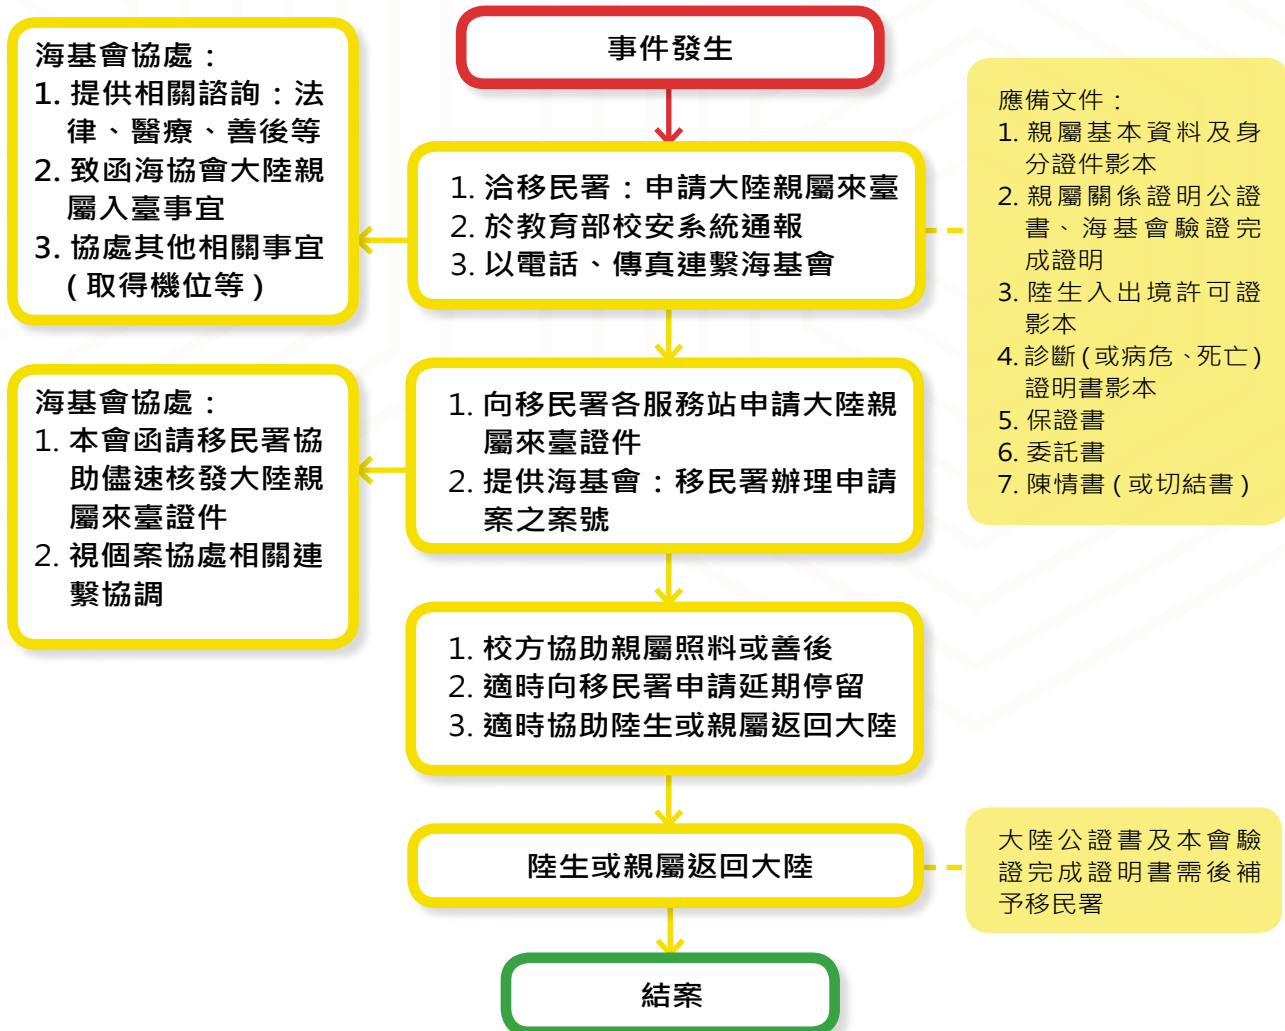 事件發生
海基會協處：
1. 提供相關諮詢：法
律、醫療、善後等
2. 致函海協會大陸親
屬入臺事宜
3. 協處其他相關事宜
(取得機位等)
1. 洽移民署：申請大陸親屬來臺
2. 於教育部校安系統通報
3. 以電話、傳真連繫海基會
應備文件：
1. 親屬基本資料及身
分證件影本
2. 親屬關係證明公證
書、海基會驗證完
成證明
3. 陸生入出境許可證
影本
4. 診斷(或病危、死亡)
證明書影本
5. 保證書
6. 委託書
7. 陳情書(或切結書)
海基會協處：
1. 本會函請移民署協
助儘速核發大陸親
屬來臺證件
2. 視個案協處相關連
繫協調
1. 向移民署各服務站申請大陸親
屬來臺證件
2. 提供海基會：移民署辦理申請
案之案號
1. 校方協助親屬照料或善後
2. 適時向移民署申請延期停留
3. 適時協助陸生或親屬返回大陸
陸生或親屬返回大陸
大陸公證書及本會驗
證完成證明書需後補
予移民署
結案